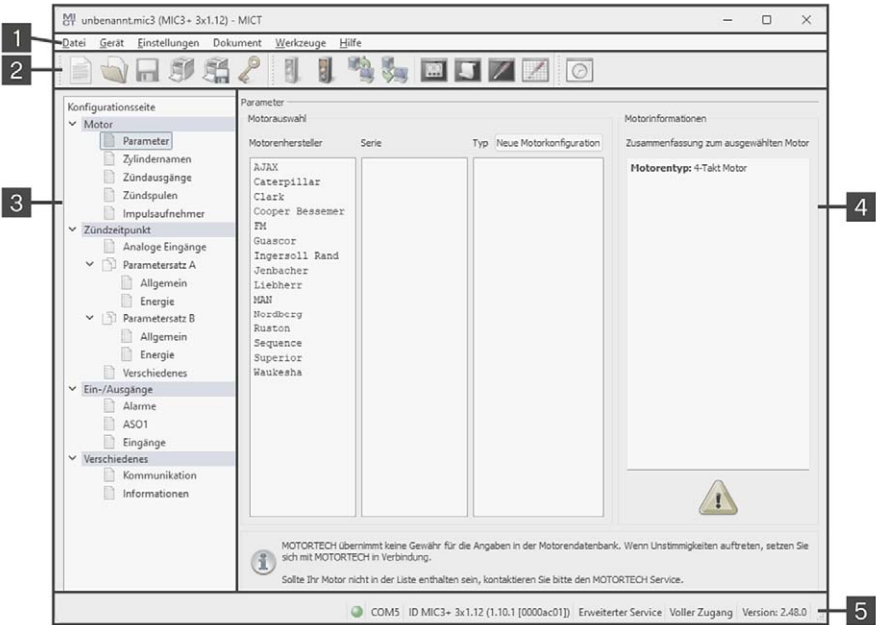 MICT unbenannt.mic3 (MIC3+ 3x1.12) - MICT
1
Datei Gerät Einstellungen Dokument Werkzeuge Hilfe
2
3
Konfigurationsseite
Motor
Parameter
Zylindernamen
Zündausgänge
Zündspulen
Impulsaufnehmer
Zündzeitpunkt
Analoge Eingänge
Parametersatz A
Allgemein
Energie
Parametersatz B
Allgemein
Energie
Verschiedenes
Ein-/Ausgänge
Alarme
ASO1
Eingänge
Verschiedenes
Kommunikation
Informationen
Parameter
Motorauswahl
Motorenhersteller Serie Typ Neue Motorkonfiguration
AJAX
Caterpillar
Clark
Cooper Bessemer
FM
Guascor
Ingersoll Rand
Jenbacher
Liebherr
MAN
Nordberg
Ruston
Sequence
Superior
Waukesha
Motorinformationen
Zusammenfassung zum ausgewählten Motor
Motorentyp: 4-Takt Motor
4
MOTORTECH übernimmt keine Gewähr für die Angaben in der Motorendatenbank. Wenn Unstimmigkeiten auftreten, setzen Sie
sich mit MOTORTECH in Verbindung.
Sollte Ihr Motor nicht in der Liste enthalten sein, kontaktieren Sie bitte den MOTORTECH Service.
COM5 ID MIC3+ 3x1.12 (1.10.1 [0000ac01]) Erweiterter Service Voller Zugang Version: 2.48.0
5